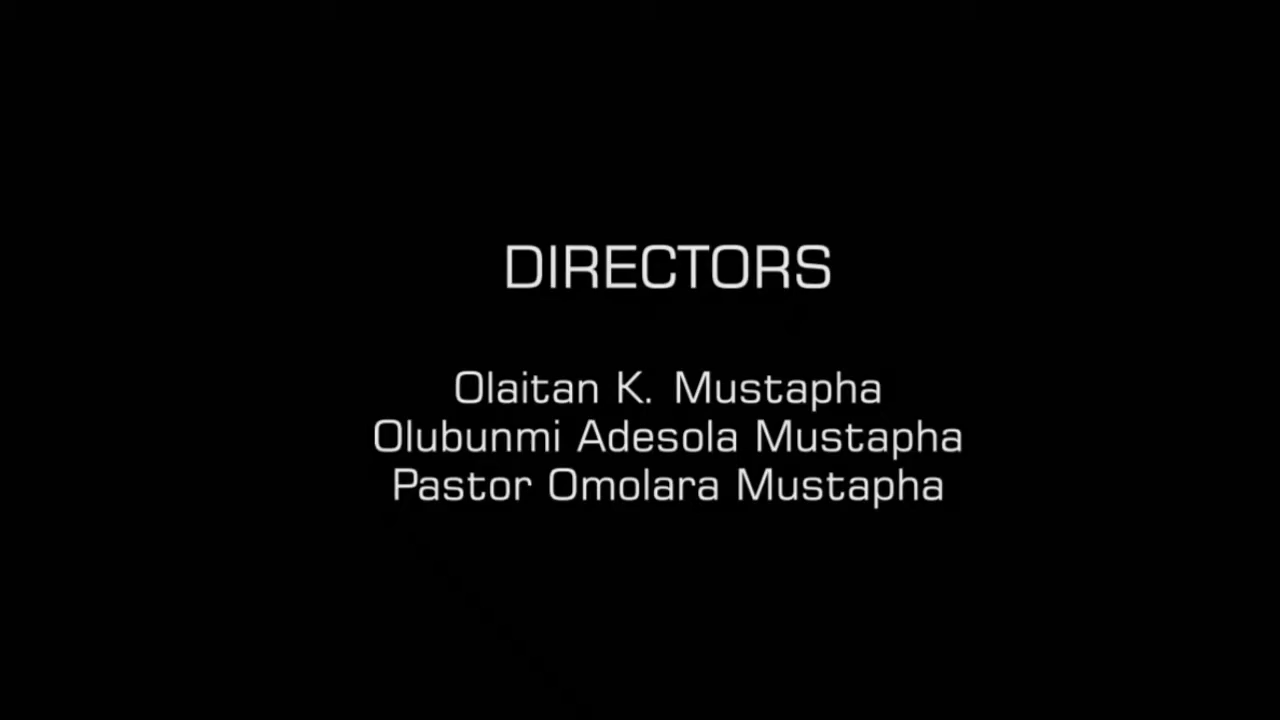 DIRECTORS
Olaitan K. Mustapha
Olubunmi Adesola Mustapha
Pastor Omolara Mustapha